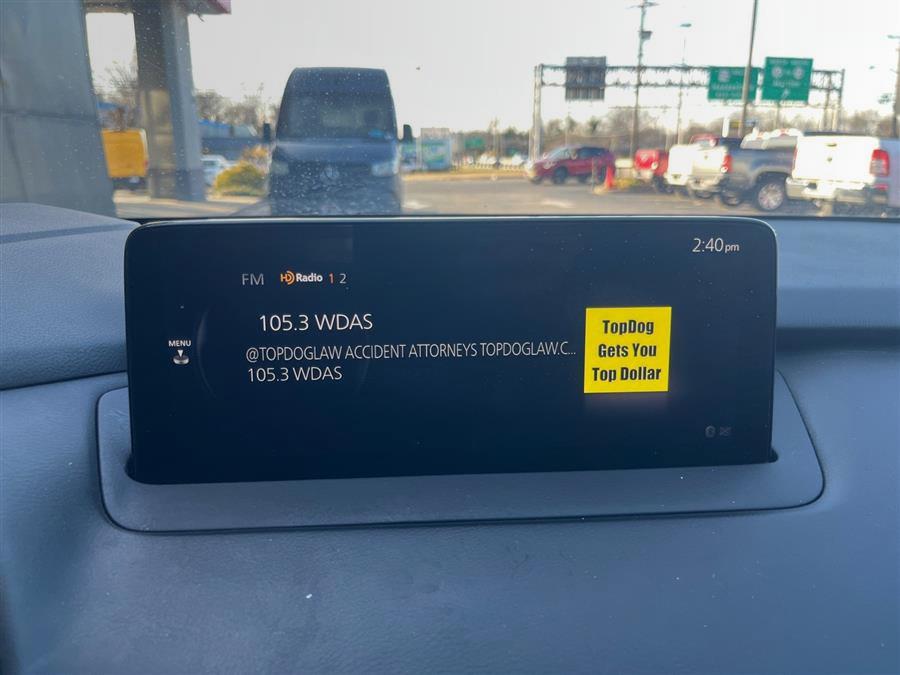 2:40pm
FM HD Radio 1 2
105.3 WDAS
MENU
@TOPDOGLAW ACCIDENT ATTORNEYS TOPDOGLAW.C...
105.3 WDAS
TopDog
Gets You
Top Dollar